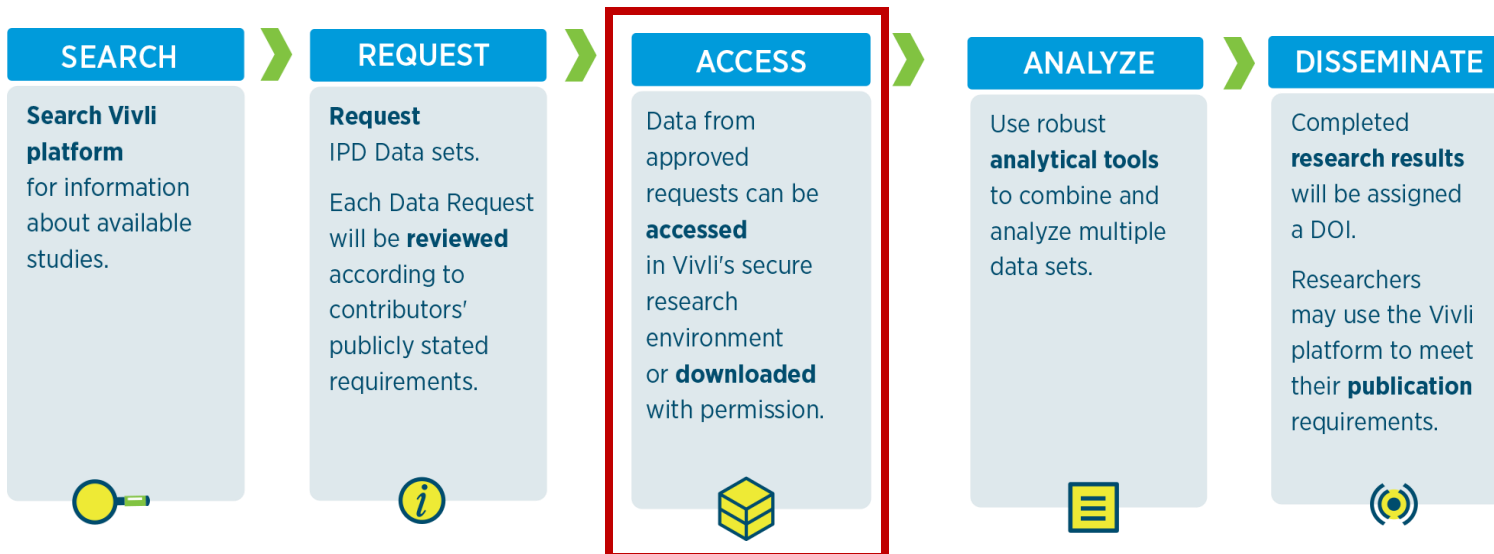 SEARCH
Search Vivli
platform
for information
about available
studies.
REQUEST
Request
IPD Data sets.
Each Data Request
will be reviewed
according to
contributors'
publicly stated
requirements.
ACCESS
Data from
approved
requests can be
accessed
in Vivli's secure
research
environment
or downloaded
with permission.
ANALYZE
Use robust
analytical tools
to combine and
analyze multiple
data sets.
DISSEMINATE
Completed
research results
will be assigned
a DOI.
Researchers
may use the Vivli
platform to meet
their publication
requirements.
i